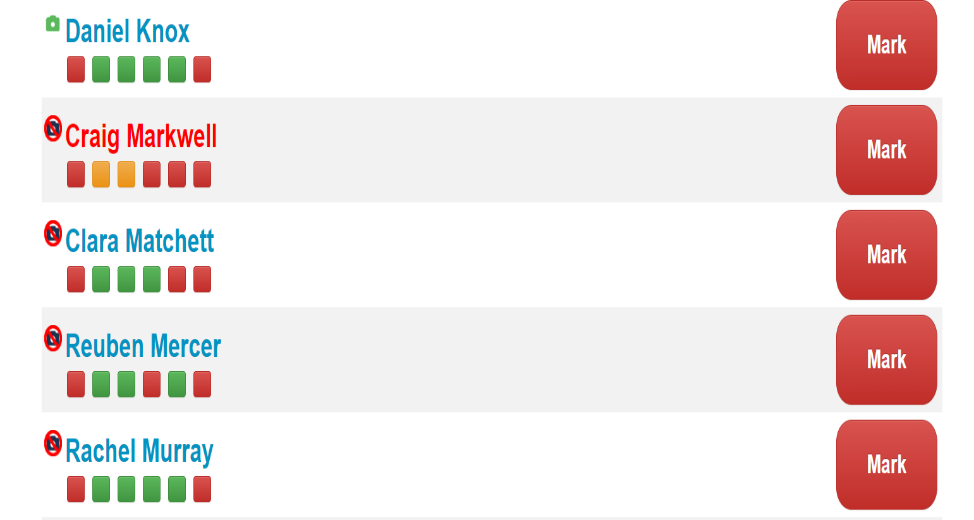 Daniel Knox
Mark
Craig Markwell
Mark
Clara Matchett
Mark
Reuben Mercer
Mark
Rachel Murray
Mark